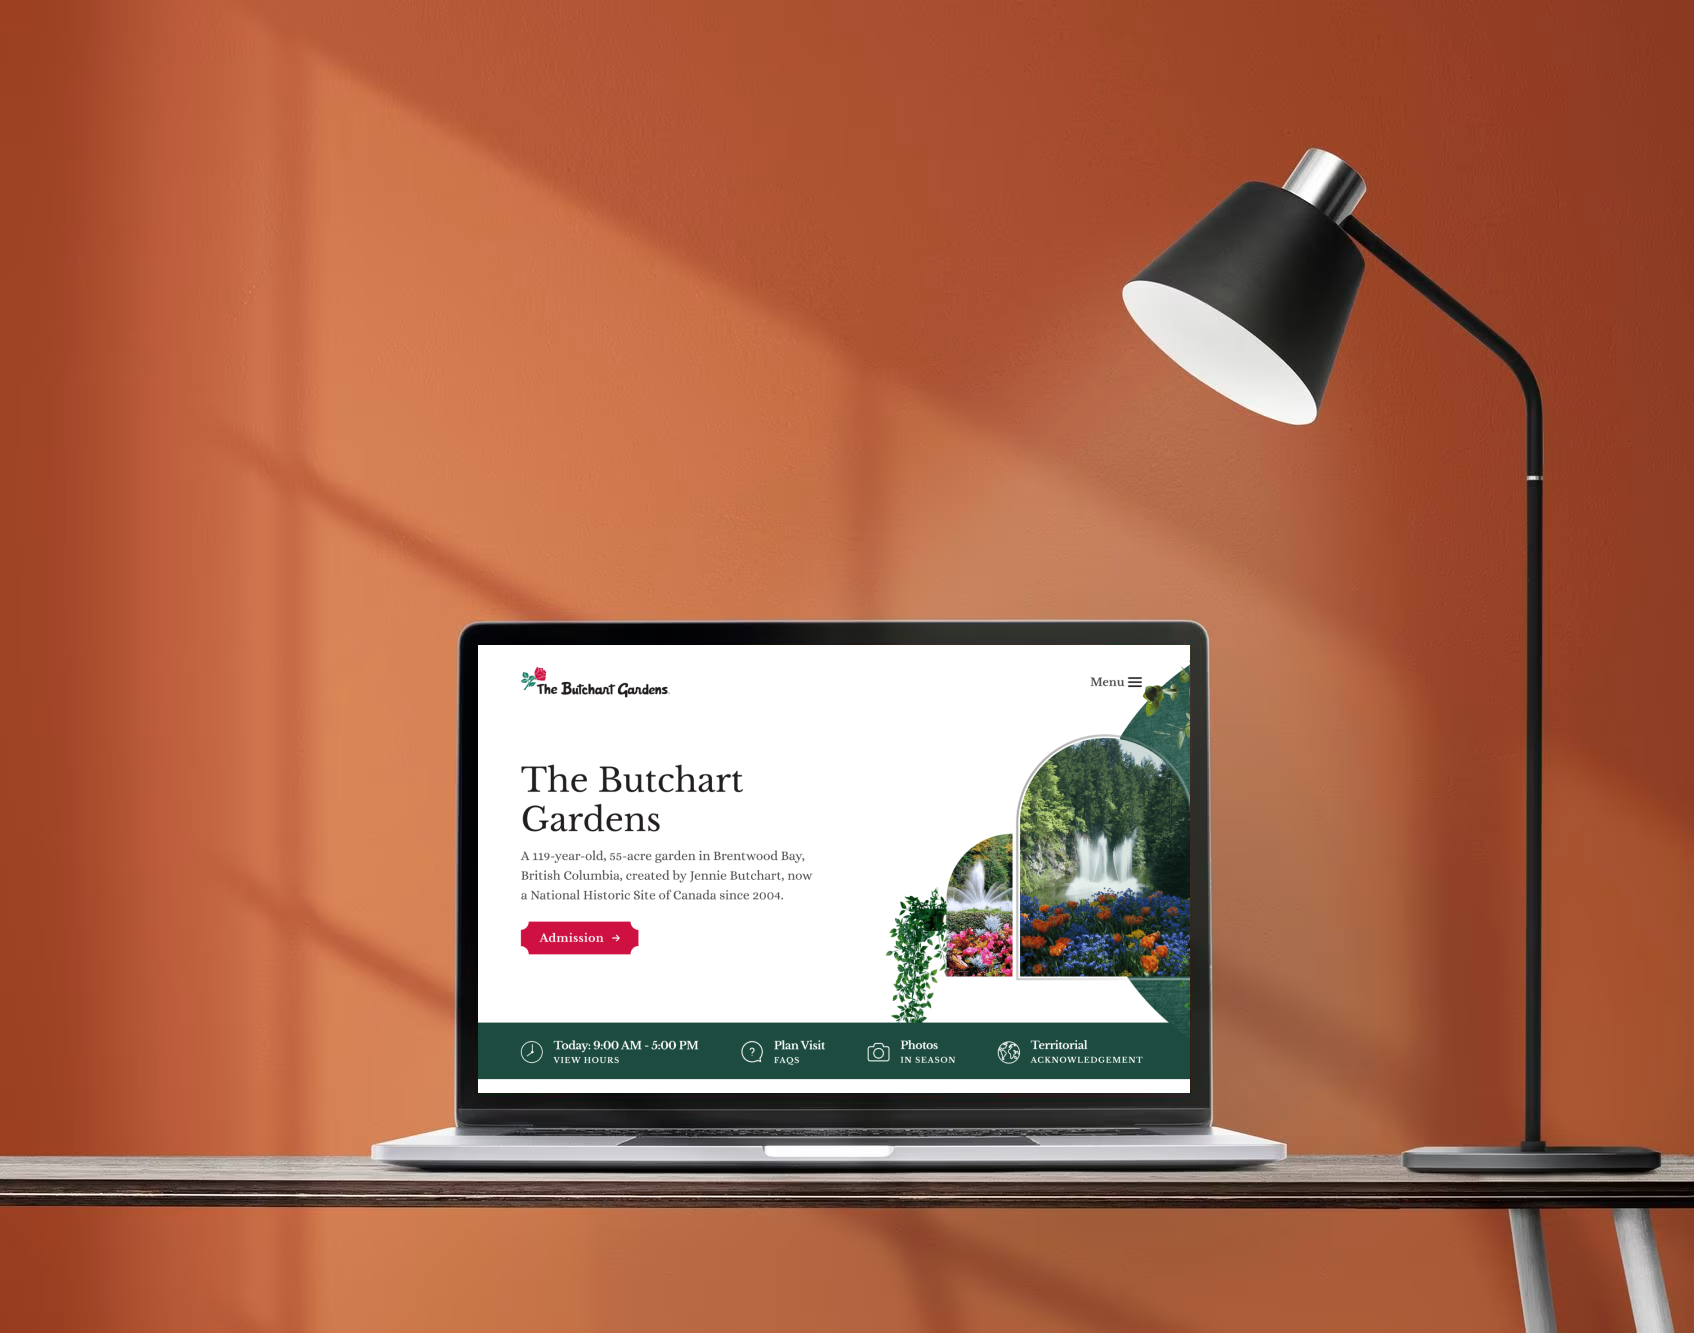 The Butchart Gardens
Menu
The Butchart
Gardens
A 119-year-old, 55-acre garden in Brentwood Bay,
British Columbia, created by Jennie Butchart, now
a National Historic Site of Canada since 2004.
Admission →
Today: 9:00 AM - 5:00 PM
VIEW HOURS
Plan Visit
FAQS
Photos
IN SEASON
Territorial
ACKNOWLEDGEMENT